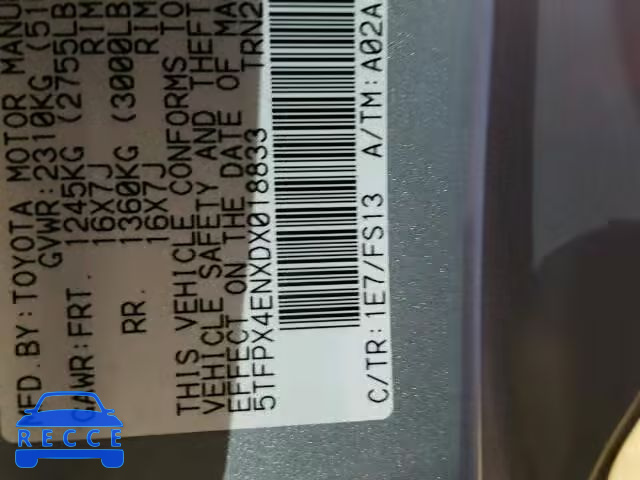 MFD.BY:TOYOTA MOTOR MANU
GVWR:2310KG (51
GAWR:FRT. 1245KG (2755LB
16X7J RIM
RR. 1360KG (3000LB
16X7J RIM
THIS VEHICLE CONFORMS TO
VEHICLE SAFETY AND THEFT
EFFECT ON THE DATE OF MA
5TFPX4ENXDX018833 TRN2
C/TR:1E7/FS13 A/TM:A02A
RECCE